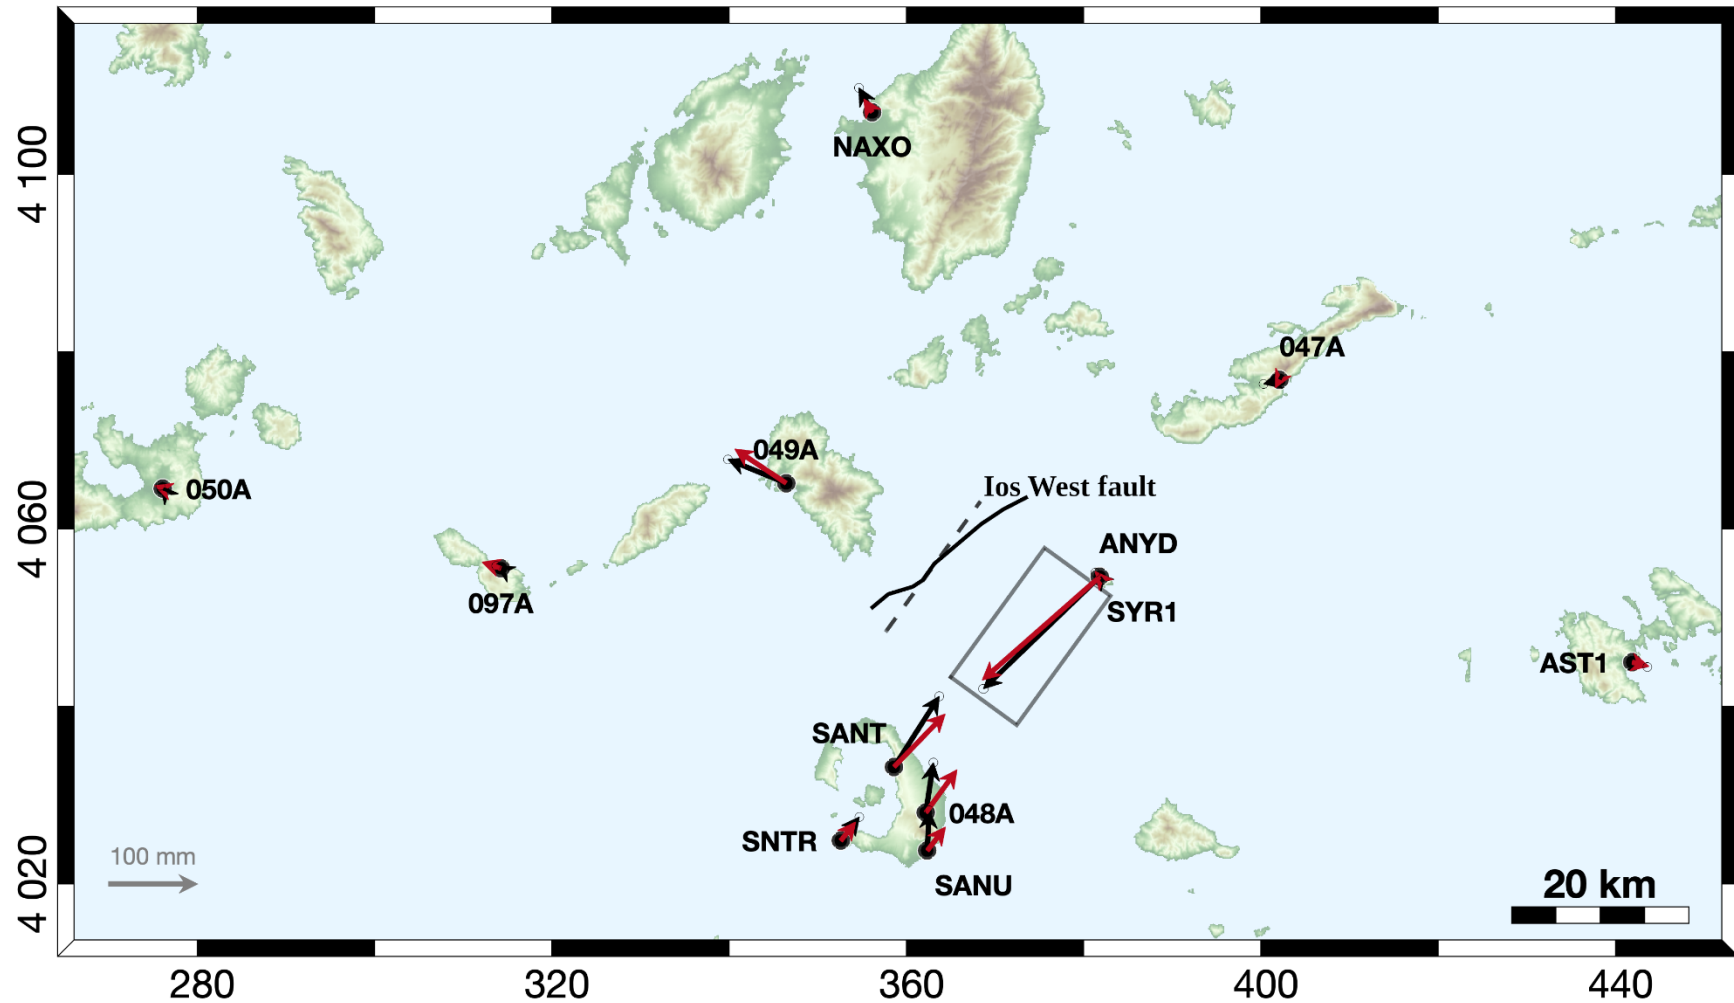 NAXO
4 100
047A
049A
050A
Ios West fault
4 060
ANYD
097A
SYR1
AST1
SANT
048A
SNTR
100 mm
SANU
20 km
4 020
280
320
360
400
440